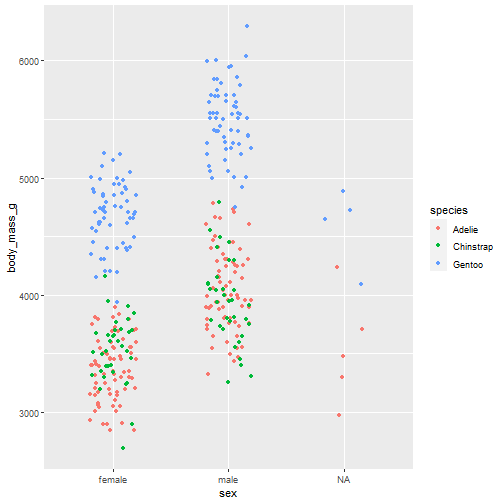 6000
5000
4000
3000
body_mass_g
female
male
NA
sex
species
Adelie
Chinstrap
Gentoo